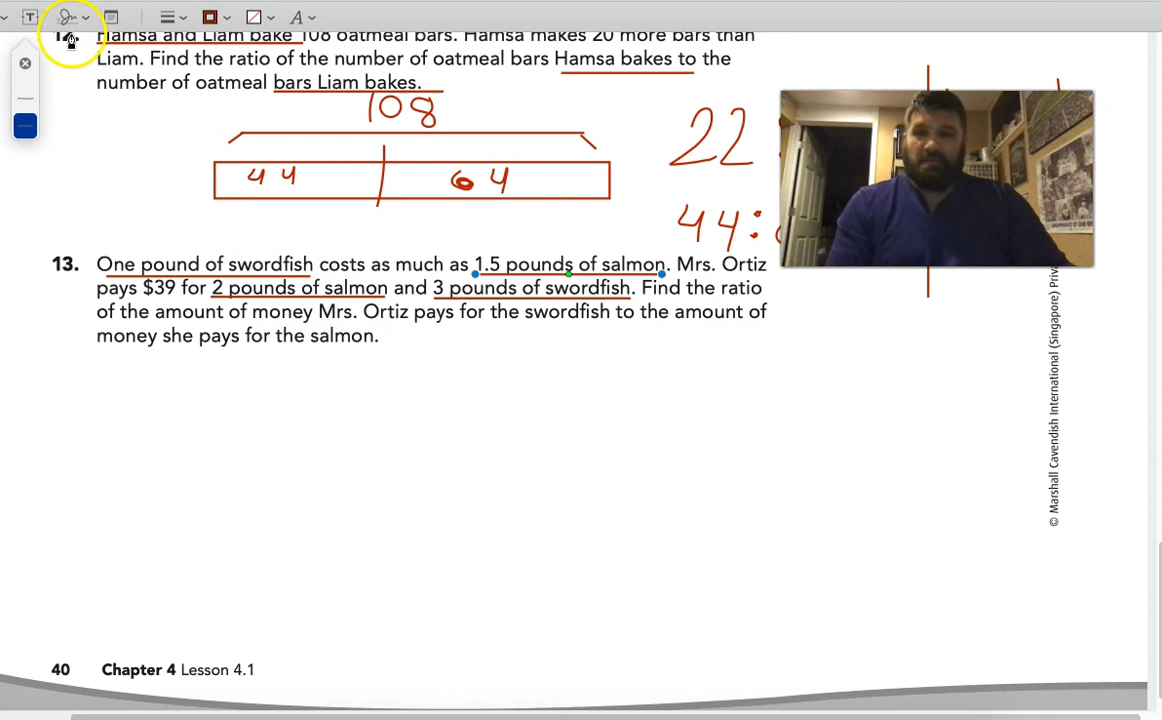 12. Hamsa and Liam bake 108 oatmeal bars. Hamsa makes 20 more bars than
Liam. Find the ratio of the number of oatmeal bars Hamsa bakes to the
number of oatmeal bars Liam bakes.
108
22
44 64
44:
13. One pound of swordfish costs as much as 1.5 pounds of salmon. Mrs. Ortiz
pays $39 for 2 pounds of salmon and 3 pounds of swordfish. Find the ratio
of the amount of money Mrs. Ortiz pays for the swordfish to the amount of
money she pays for the salmon.
© Marshall Cavendish International (Singapore) Priva
40 Chapter 4 Lesson 4.1